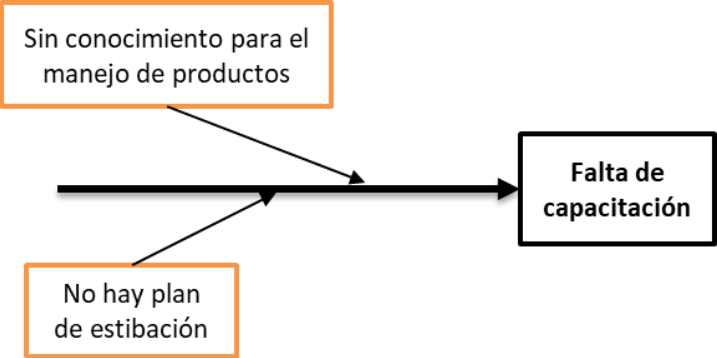 Sin conocimiento para el
manejo de productos
Falta de
capacitación
No hay plan
de estibación